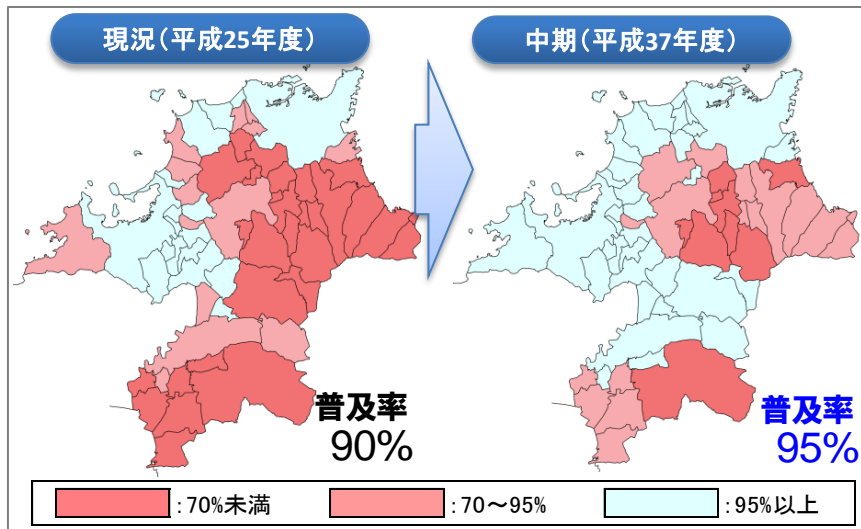 現況(平成25年度)
中期(平成37年度)
普及率
90%
普及率
95%
:70%未満
:70～95%
:95%以上